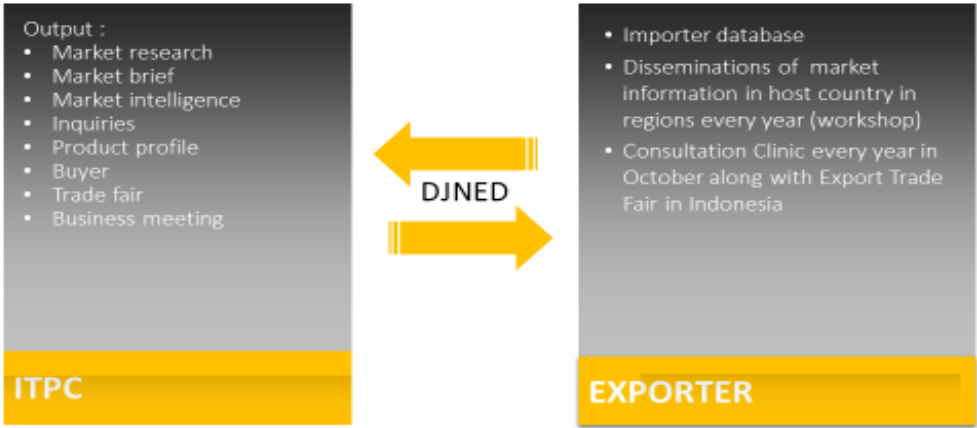 Output :
• Market research
• Market brief
• Market intelligence
• Inquiries
• Product profile
• Buyer
• Trade fair
• Business meeting
ITPC
DJNED
• Importer database
• Disseminations of market
information in host country in
regions every year (workshop)
• Consultation Clinic every year in
October along with Export Trade
Fair in Indonesia
EXPORTER